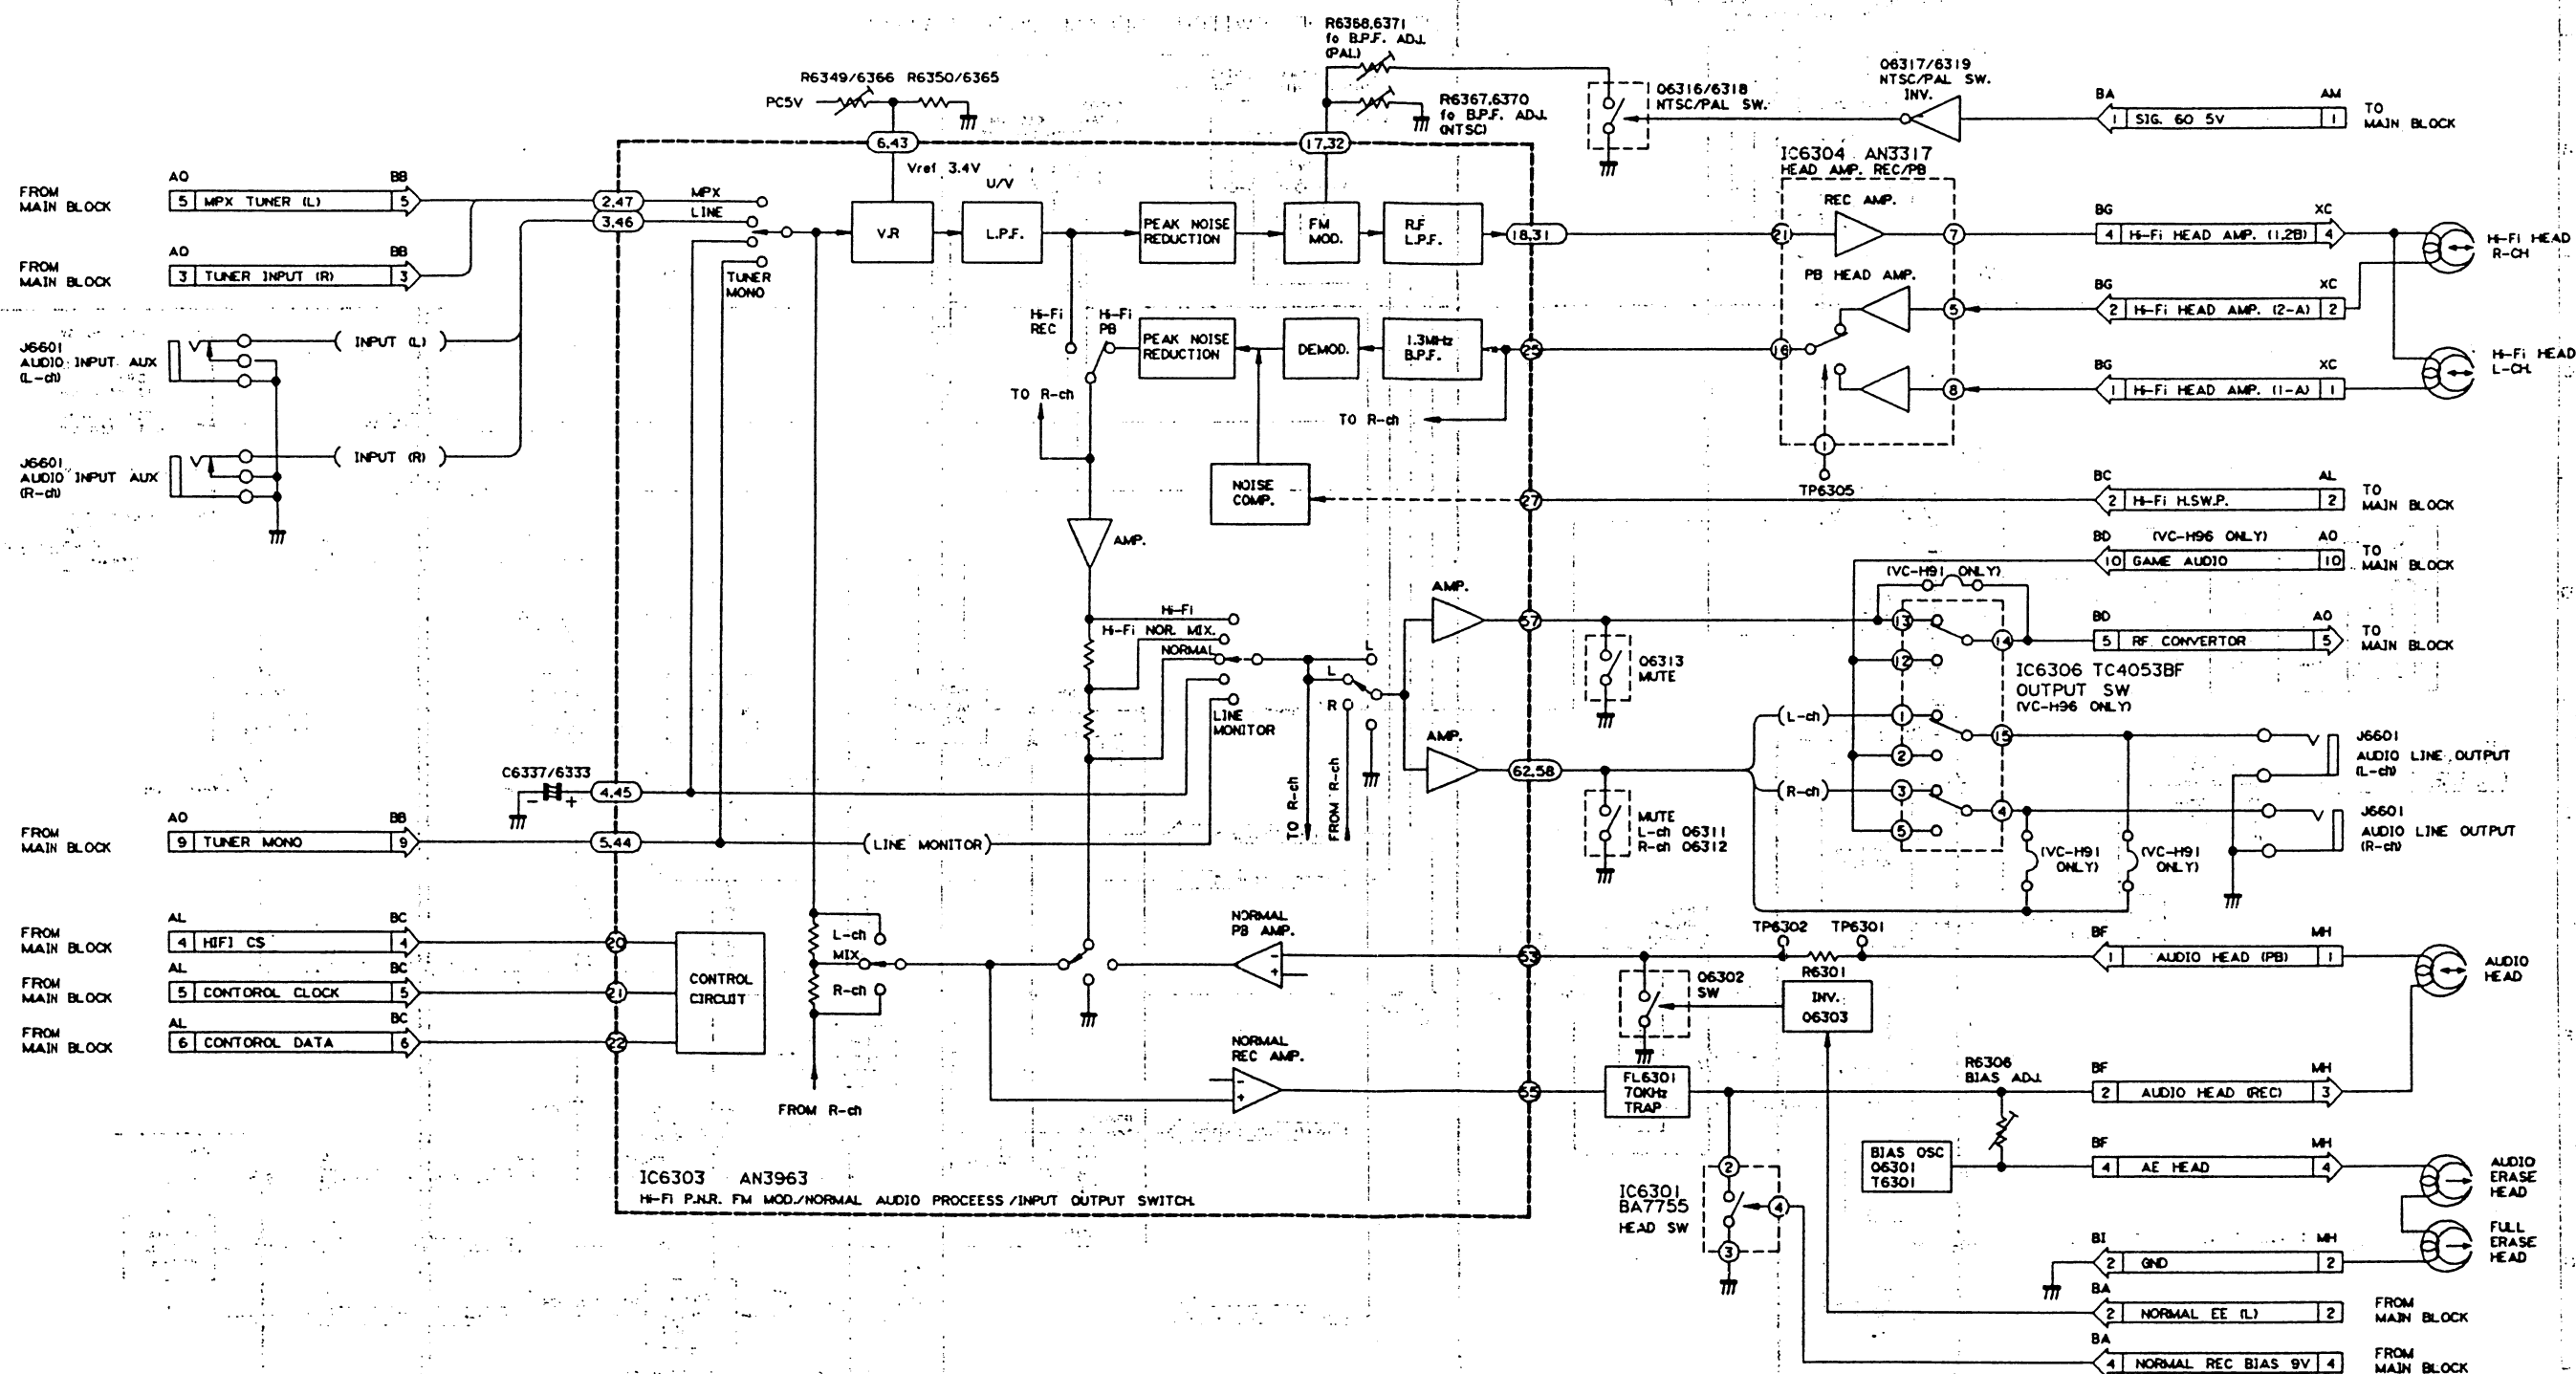 R6368,6371
fo B.P.F. ADJ.
(PAL)
R6349/6366 R6350/6365
PC5V
R6367,6370
fo B.P.F. ADJ.
(NTSC)
Q6316/6318
NTSC/PAL SW.
Q6317/6319
NTSC/PAL SW.
INV.
BA AM
1 SIG. 60 5V 1
TO
MAIN BLOCK
6,43
17,32
Vref 3.4V
U/V
IC6304 AN3317
HEAD AMP. REC/PB
FROM
MAIN BLOCK
AO BB
5 MPX TUNER (L) 5
2,47
MPX
3,46
LINE
TUNER
MONO
V.R
L.P.F.
PEAK NOISE
REDUCTION
FM
MOD.
R.F
L.P.F.
18,31
REC AMP.
21
7
BG XC
4 Hi-Fi HEAD AMP. (1,2B) 4
Hi-Fi HEAD
R-CH
FROM
MAIN BLOCK
AO BB
3 TUNER INPUT (R) 3
PB HEAD AMP.
5
BG XC
2 Hi-Fi HEAD AMP. (2-A) 2
Hi-Fi
REC
Hi-Fi
PB
PEAK NOISE
REDUCTION
DEMOD.
1.3MHz
B.P.F.
25
16
8
BG XC
1 Hi-Fi HEAD AMP. (1-A) 1
Hi-Fi HEAD
L-CH.
J6601
AUDIO INPUT AUX
(L-ch)
INPUT (L)
TO R-ch
TO R-ch
1
TP6305
J6601
AUDIO INPUT AUX
(R-ch)
INPUT (R)
NOISE
COMP.
27
BC AL
2 Hi-Fi H.SW.P. 2
TO
MAIN BLOCK
AMP.
BD (VC-H96 ONLY) AO
10 GAME AUDIO 10
TO
MAIN BLOCK
(VC-H91 ONLY)
AMP.
57
Hi-Fi
Hi-Fi NOR. MIX.
NORMAL
LINE
MONITOR
L
L
R
Q6313
MUTE
13
14
12
BD AO
5 RF. CONVERTOR 5
TO
MAIN BLOCK
IC6306 TC4053BF
OUTPUT SW
(VC-H96 ONLY)
AMP.
62,58
(L-ch)
1
15
2
(R-ch)
3
4
5
J6601
AUDIO LINE OUTPUT
(L-ch)
J6601
AUDIO LINE OUTPUT
(R-ch)
C6337/6333
- +
4,45
TO R-ch
FROM R-ch
MUTE
L-ch Q6311
R-ch Q6312
(VC-H91
ONLY)
(VC-H91
ONLY)
FROM
MAIN BLOCK
AO BB
9 TUNER MONO 9
5,44
(LINE MONITOR)
FROM
MAIN BLOCK
AL BC
4 HIFI CS 4
20
FROM
MAIN BLOCK
AL BC
5 CONTOROL CLOCK 5
21
FROM
MAIN BLOCK
AL BC
6 CONTOROL DATA 6
22
CONTROL
CIRCUIT
L-ch
MIX
R-ch
FROM R-ch
NORMAL
PB AMP.
-
+
53
TP6302 TP6301
R6301
BF MH
1 AUDIO HEAD (PB) 1
AUDIO
HEAD
Q6302
SW
INV.
Q6303
NORMAL
REC AMP.
-
+
55
FL6301
70KHz
TRAP
R6306
BIAS ADJ.
BF MH
2 AUDIO HEAD (REC) 3
BIAS OSC
Q6301
T6301
BF MH
4 AE HEAD 4
AUDIO
ERASE
HEAD
IC6301
BA7755
HEAD SW
2
4
3
FULL
ERASE
HEAD
BI MH
2 GND 2
IC6303 AN3963
Hi-Fi P.N.R. FM MOD./NORMAL AUDIO PROCEESS /INPUT OUTPUT SWITCH.
BA
2 NORMAL EE (L) 2
FROM
MAIN BLOCK
BA
4 NORMAL REC BIAS 9V 4
FROM
MAIN BLOCK